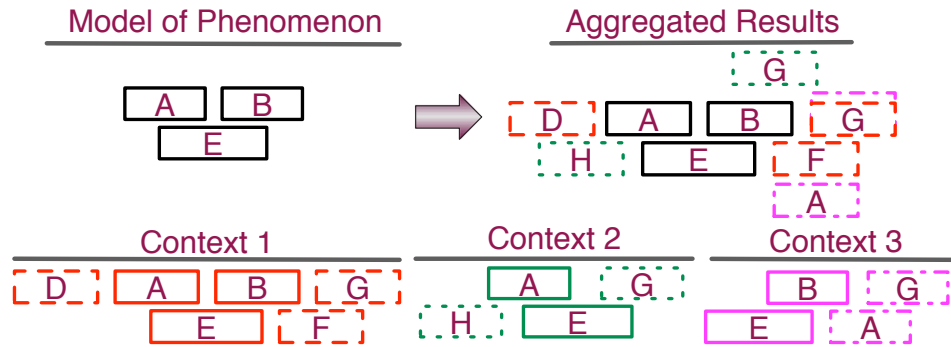 Model of Phenomenon
Aggregated Results
G
A B
D A B G
E
H E F
A
Context 1
Context 2
Context 3
D A B G
A G
B G
E F
H E
E A